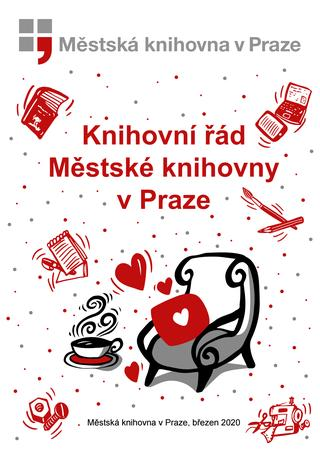 Městská knihovna v Praze
Knihovní řád
Městské knihovny
v Praze
Městská knihovna v Praze, březen 2020